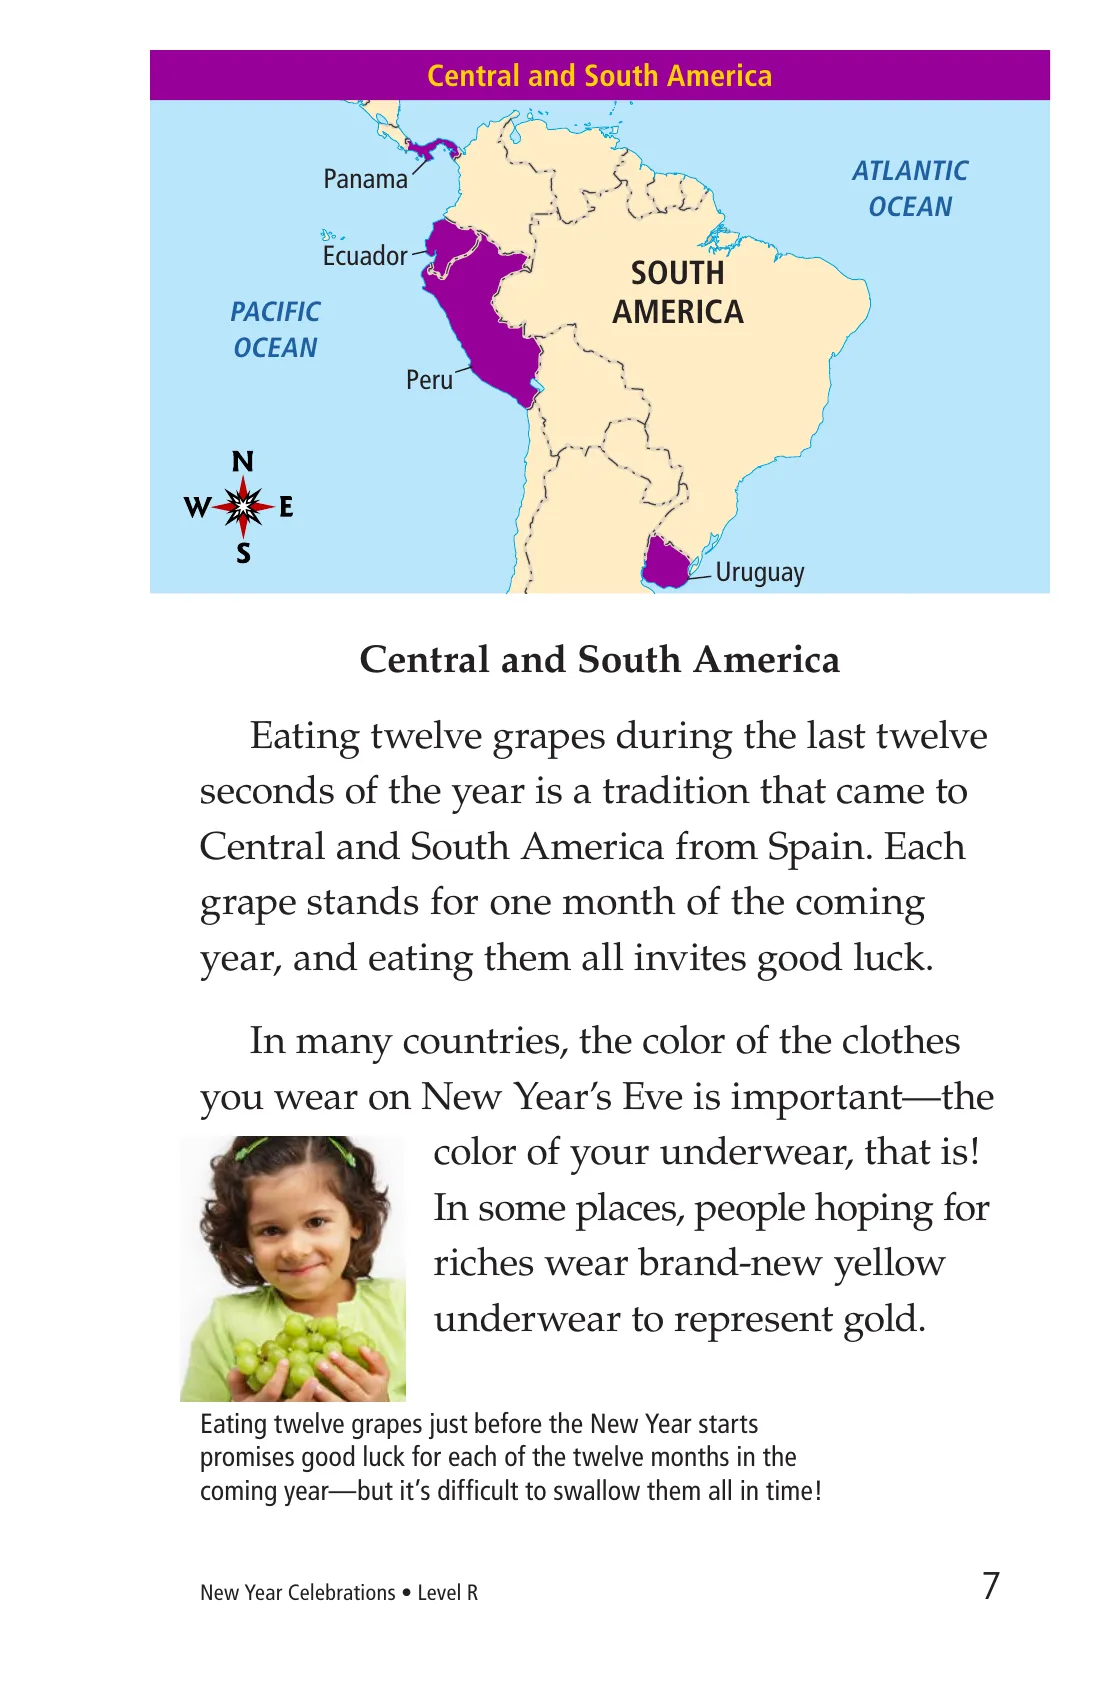 Central and South America
Panama
ATLANTIC
OCEAN
Ecuador
SOUTH
AMERICA
PACIFIC
OCEAN
Peru
N
W E
S
Uruguay
Central and South America
Eating twelve grapes during the last twelve
seconds of the year is a tradition that came to
Central and South America from Spain. Each
grape stands for one month of the coming
year, and eating them all invites good luck.
In many countries, the color of the clothes
you wear on New Year’s Eve is important—the
color of your underwear, that is!
In some places, people hoping for
riches wear brand-new yellow
underwear to represent gold.
Eating twelve grapes just before the New Year starts
promises good luck for each of the twelve months in the
coming year—but it’s difficult to swallow them all in time!
New Year Celebrations • Level R
7